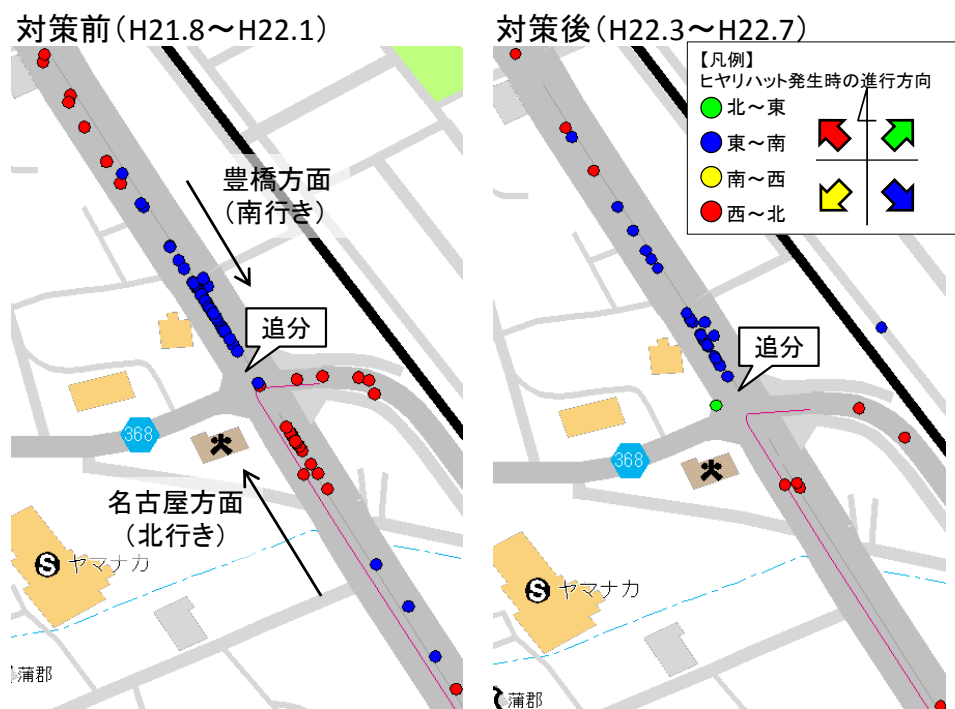 対策前(H21.8～H22.1)
豊橋方面
(南行き)
追分
368
名古屋方面
(北行き)
S ヤマナカ
蒲郡
対策後(H22.3～H22.7)
【凡例】
ヒヤリハット発生時の進行方向
北～東
東～南
南～西
西～北
追分
368
S ヤマナカ
蒲郡